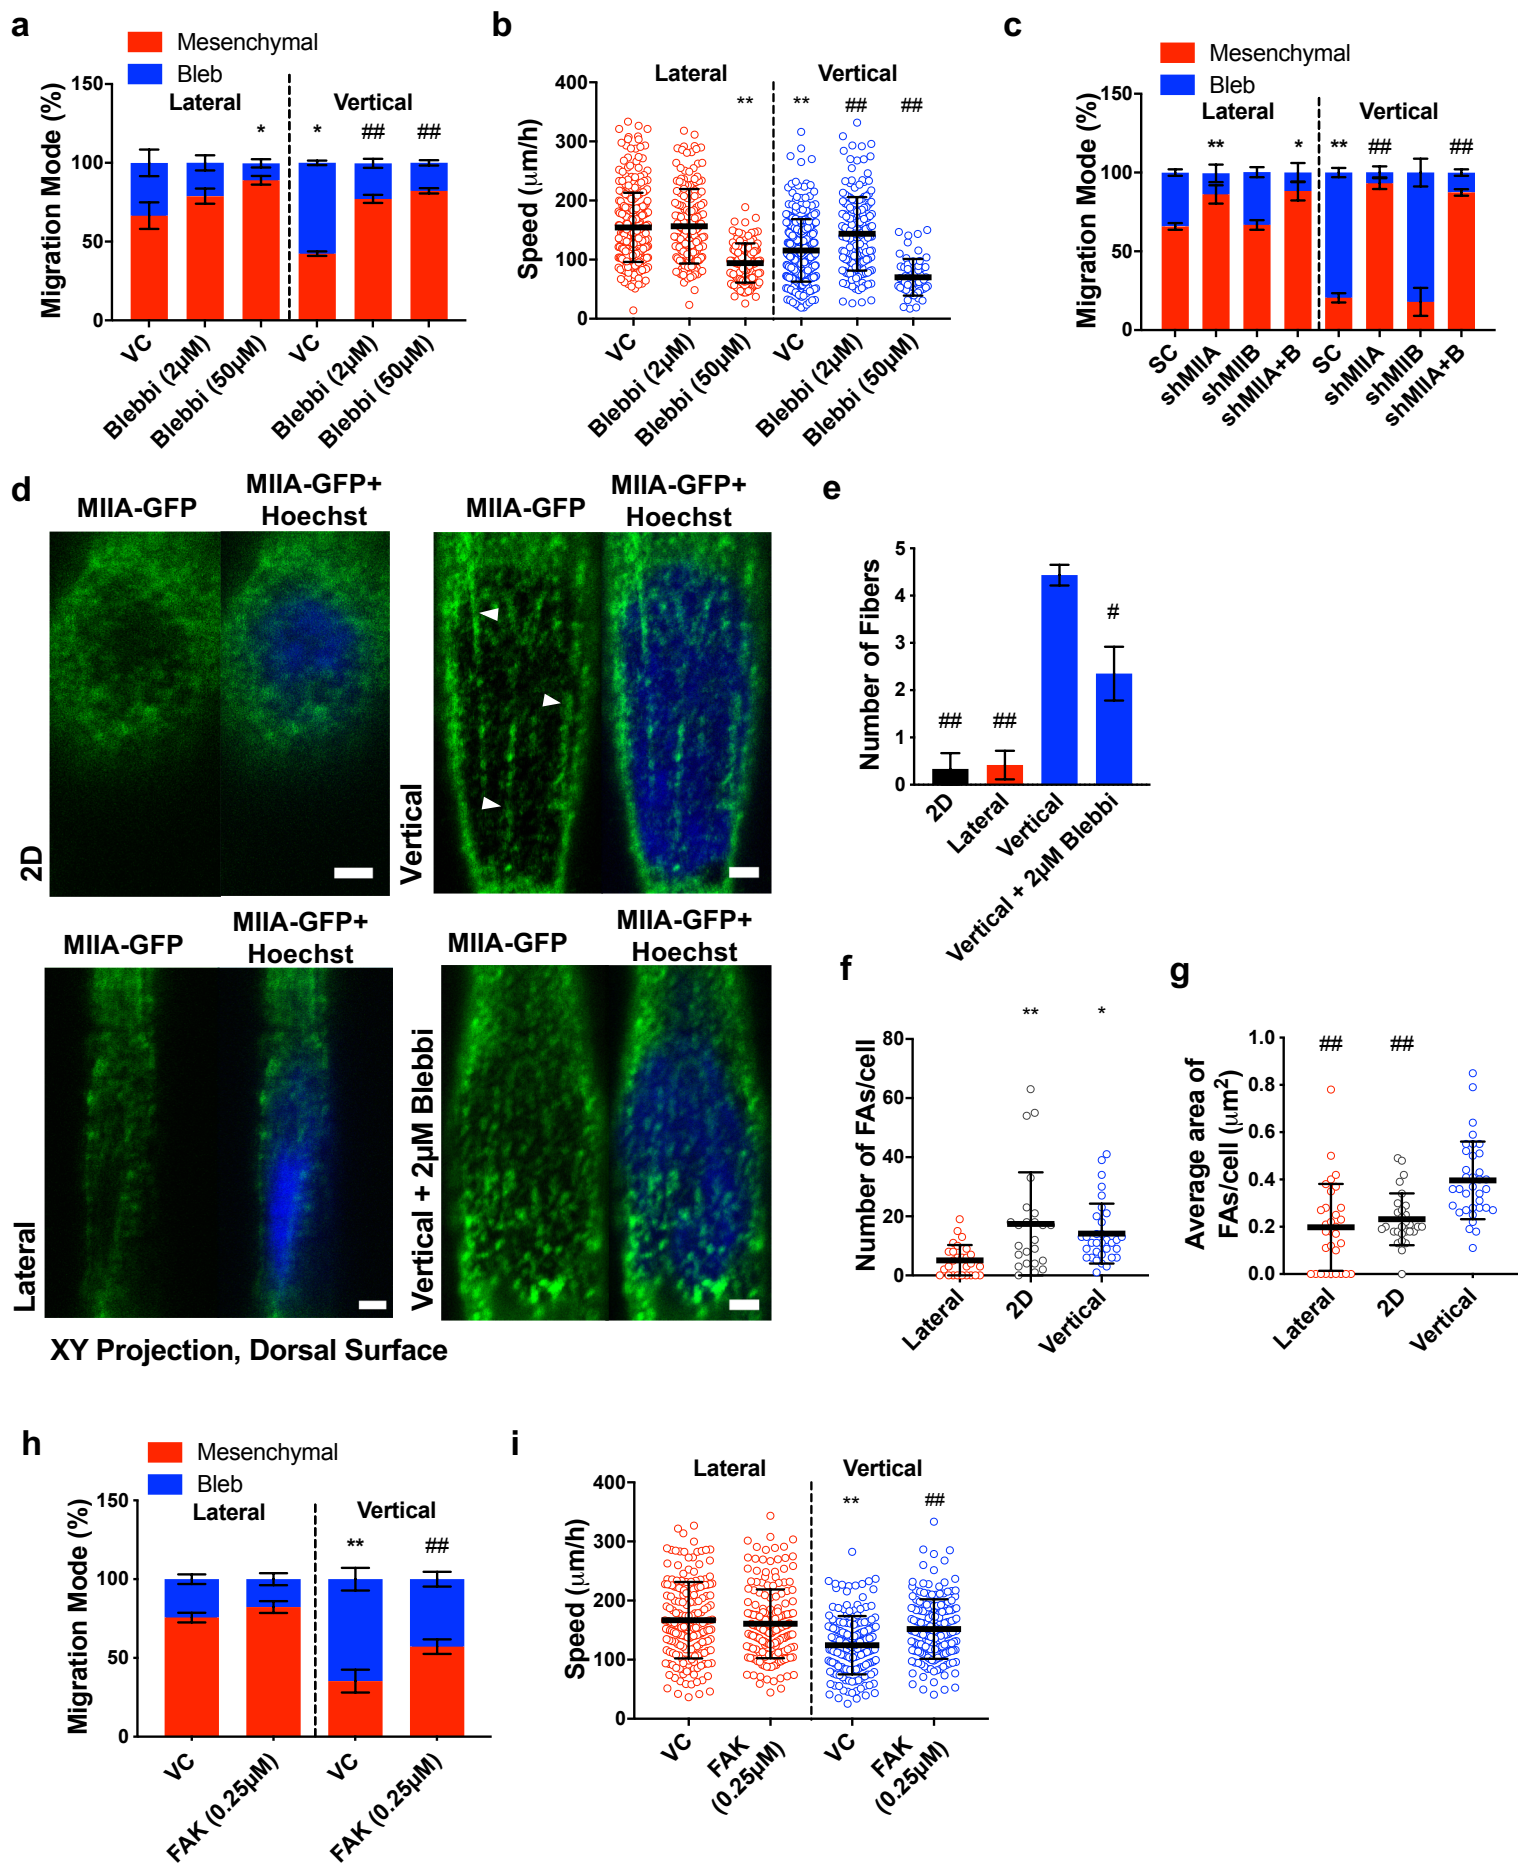 a
Mesenchymal
Bleb
Migration Mode (%)
150
100
50
0
Lateral
Vertical
*
*
##
##
VC
Blebbi (2µM)
Blebbi (50µM)
VC
Blebbi (2µM)
Blebbi (50µM)
b
Speed (µm/h)
400
300
200
100
0
Lateral
Vertical
**
**
##
##
VC
Blebbi (2µM)
Blebbi (50µM)
VC
Blebbi (2µM)
Blebbi (50µM)
c
Mesenchymal
Bleb
Migration Mode (%)
150
100
50
0
Lateral
Vertical
**
*
**
##
##
SC
shMIIA
shMIIB
shMIIA+B
SC
shMIIA
shMIIB
shMIIA+B
d
MIIA-GFP
MIIA-GFP+
Hoechst
2D
MIIA-GFP
MIIA-GFP+
Hoechst
Vertical
MIIA-GFP
MIIA-GFP+
Hoechst
Lateral
MIIA-GFP
MIIA-GFP+
Hoechst
Vertical + 2µM Blebbi
XY Projection, Dorsal Surface
e
Number of Fibers
5
4
3
2
1
0
##
##
#
2D
Lateral
Vertical
Vertical + 2µM Blebbi
f
Number of FAs/cell
80
60
40
20
0
**
*
Lateral
2D
Vertical
g
Average area of
FAs/cell (µm²)
1.0
0.8
0.6
0.4
0.2
0.0
##
##
Lateral
2D
Vertical
h
Mesenchymal
Bleb
Migration Mode (%)
150
100
50
0
Lateral
Vertical
**
##
VC
FAK (0.25µM)
VC
FAK (0.25µM)
i
Speed (µm/h)
400
300
200
100
0
Lateral
Vertical
**
##
VC
FAK
(0.25µM)
VC
FAK
(0.25µM)